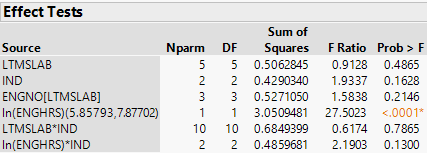 Effect Tests
Sum of
Source Nparm DF Squares F Ratio Prob > F
LTMSLAB 5 5 0.5062845 0.9128 0.4865
IND 2 2 0.4290340 1.9337 0.1628
ENGNO[LTMSLAB] 3 3 0.5271050 1.5838 0.2146
ln(ENGHRS)(5.85793,7.87702) 1 1 3.0509481 27.5023 <.0001*
LTMSLAB*IND 10 10 0.6849399 0.6174 0.7865
ln(ENGHRS)*IND 2 2 0.4859681 2.1903 0.1300